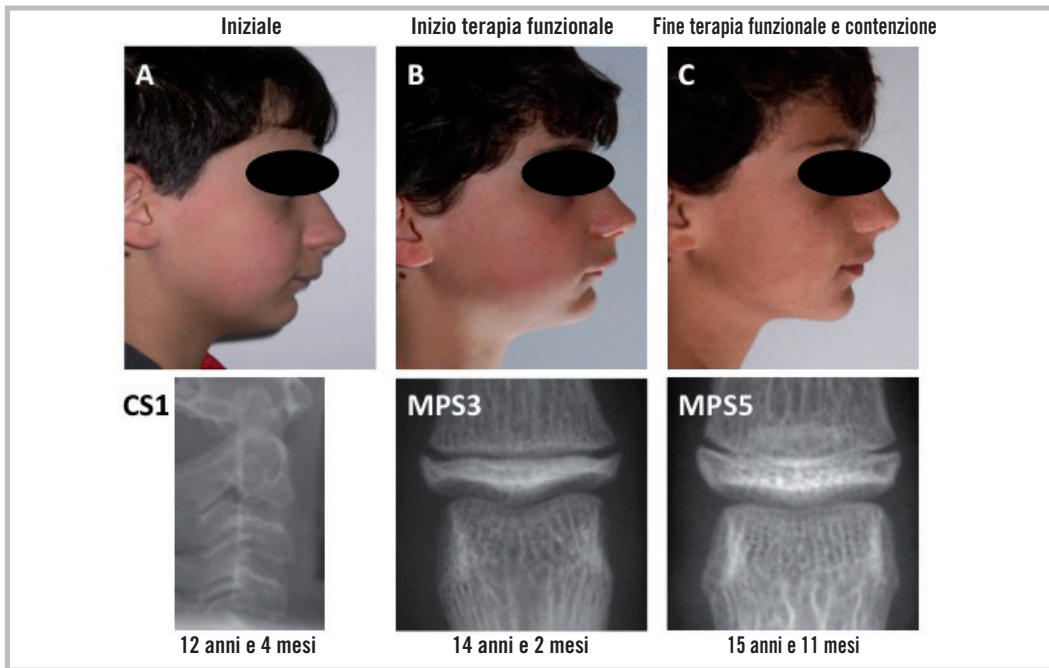 Iniziale
Inizio terapia funzionale
Fine terapia funzionale e contenzione
A
B
C
CS1
MPS3
MPS5
12 anni e 4 mesi
14 anni e 2 mesi
15 anni e 11 mesi